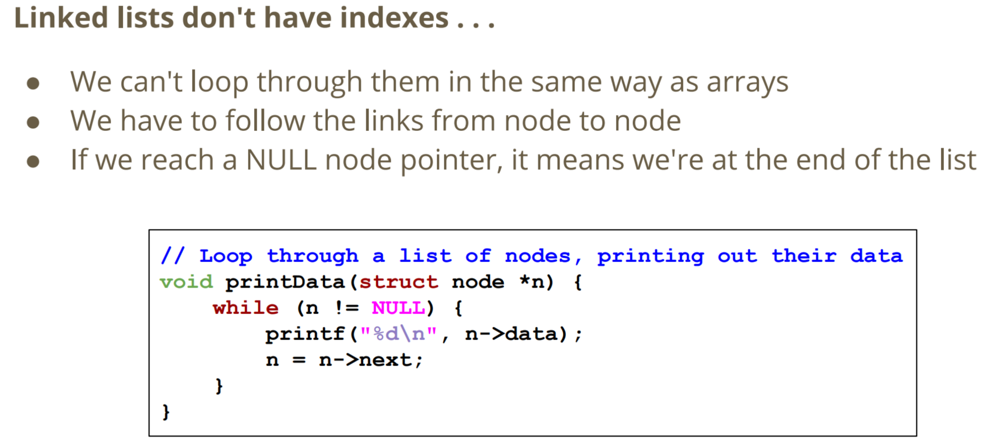 Linked lists don't have indexes . . .
● We can't loop through them in the same way as arrays
● We have to follow the links from node to node
● If we reach a NULL node pointer, it means we're at the end of the list
// Loop through a list of nodes, printing out their data
void printData(struct node *n) {
    while (n != NULL) {
        printf("%d\n", n->data);
        n = n->next;
    }
}